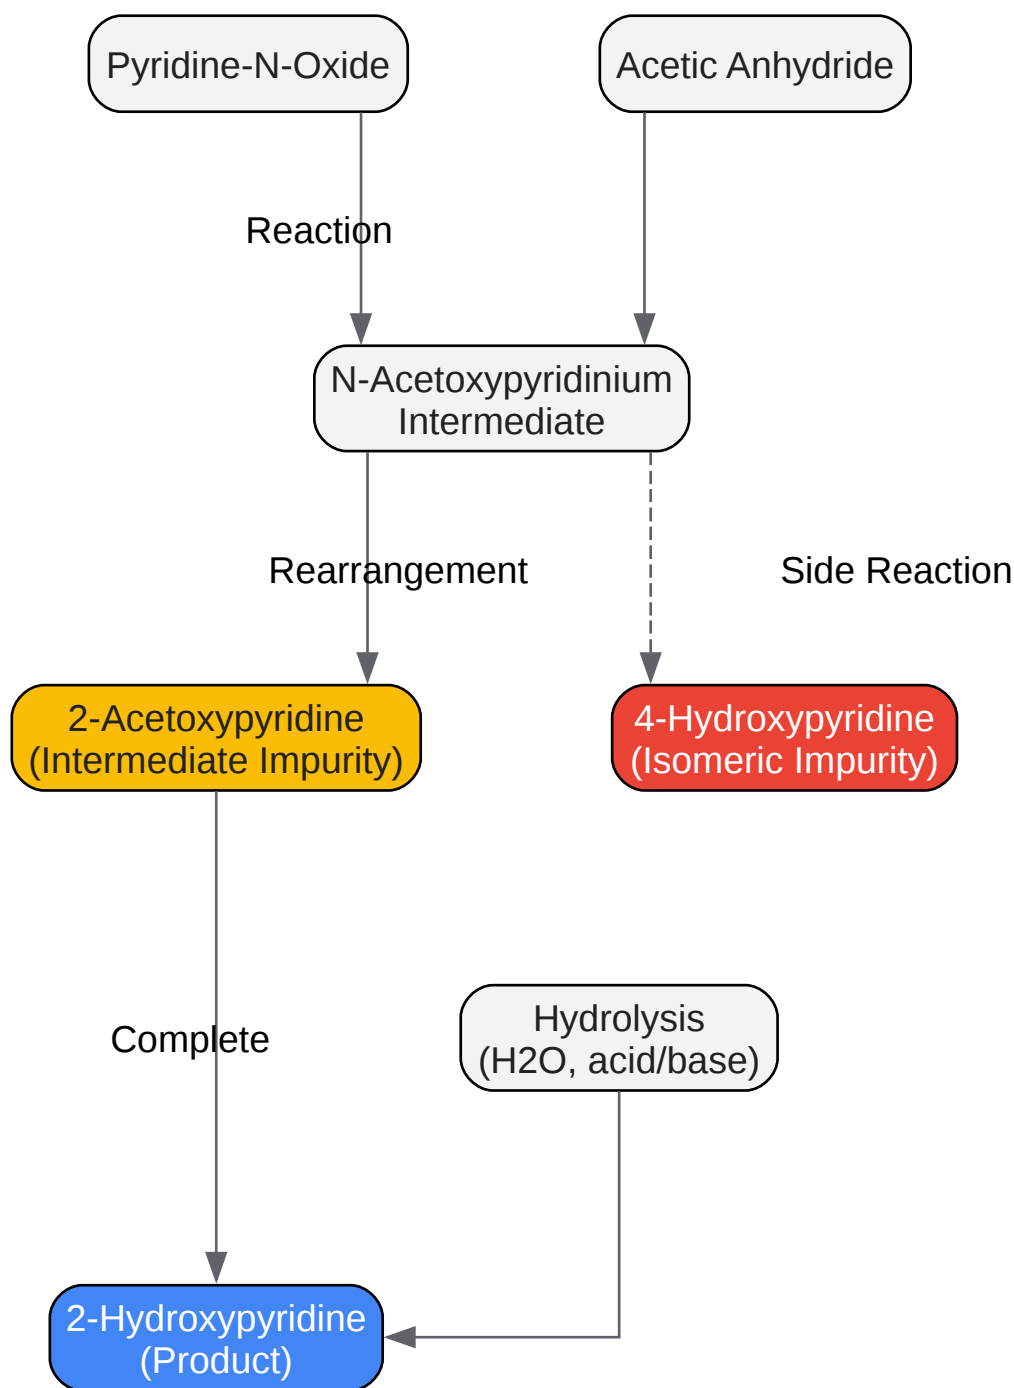 Pyridine-N-Oxide
Acetic Anhydride
Reaction
N-Acetoxypyridinium
Intermediate
Rearrangement
Side Reaction
2-Acetoxypyridine
(Intermediate Impurity)
4-Hydroxypyridine
(Isomeric Impurity)
Hydrolysis
(H2O, acid/base)
Complete
2-Hydroxypyridine
(Product)